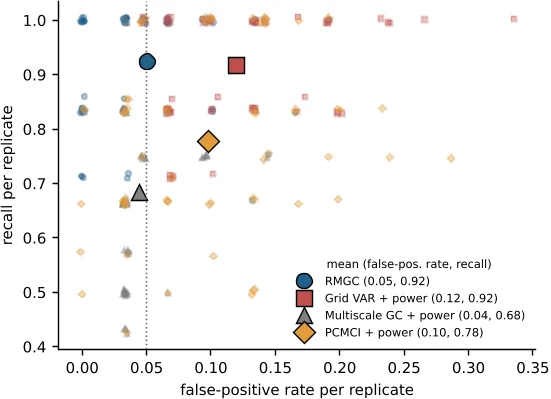 1.0
0.9
0.8
0.7
0.6
0.5
0.4
recall per replicate
mean (false-pos. rate, recall)
RMGC (0.05, 0.92)
Grid VAR + power (0.12, 0.92)
Multiscale GC + power (0.04, 0.68)
PCMCI + power (0.10, 0.78)
0.00 0.05 0.10 0.15 0.20 0.25 0.30 0.35
false-positive rate per replicate